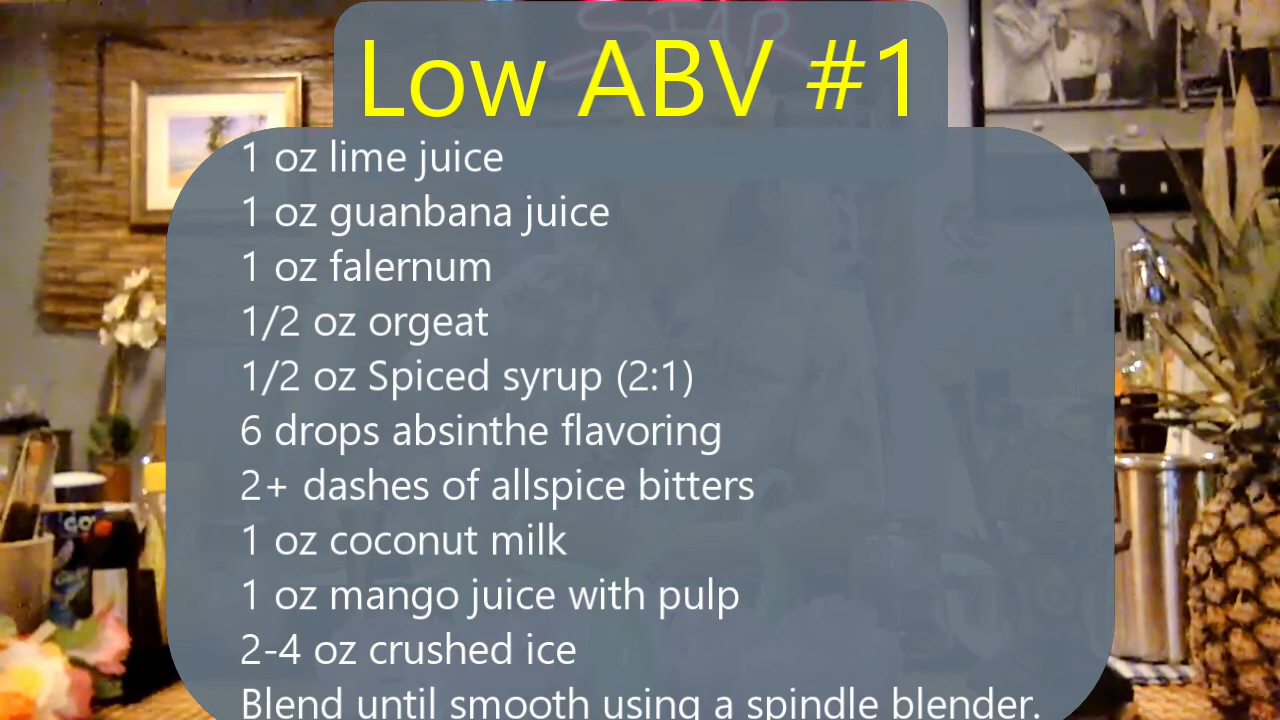 Low ABV #1
1 oz lime juice
1 oz guanbana juice
1 oz falernum
1/2 oz orgeat
1/2 oz Spiced syrup (2:1)
6 drops absinthe flavoring
2+ dashes of allspice bitters
1 oz coconut milk
1 oz mango juice with pulp
2-4 oz crushed ice
Blend until smooth using a spindle blender.